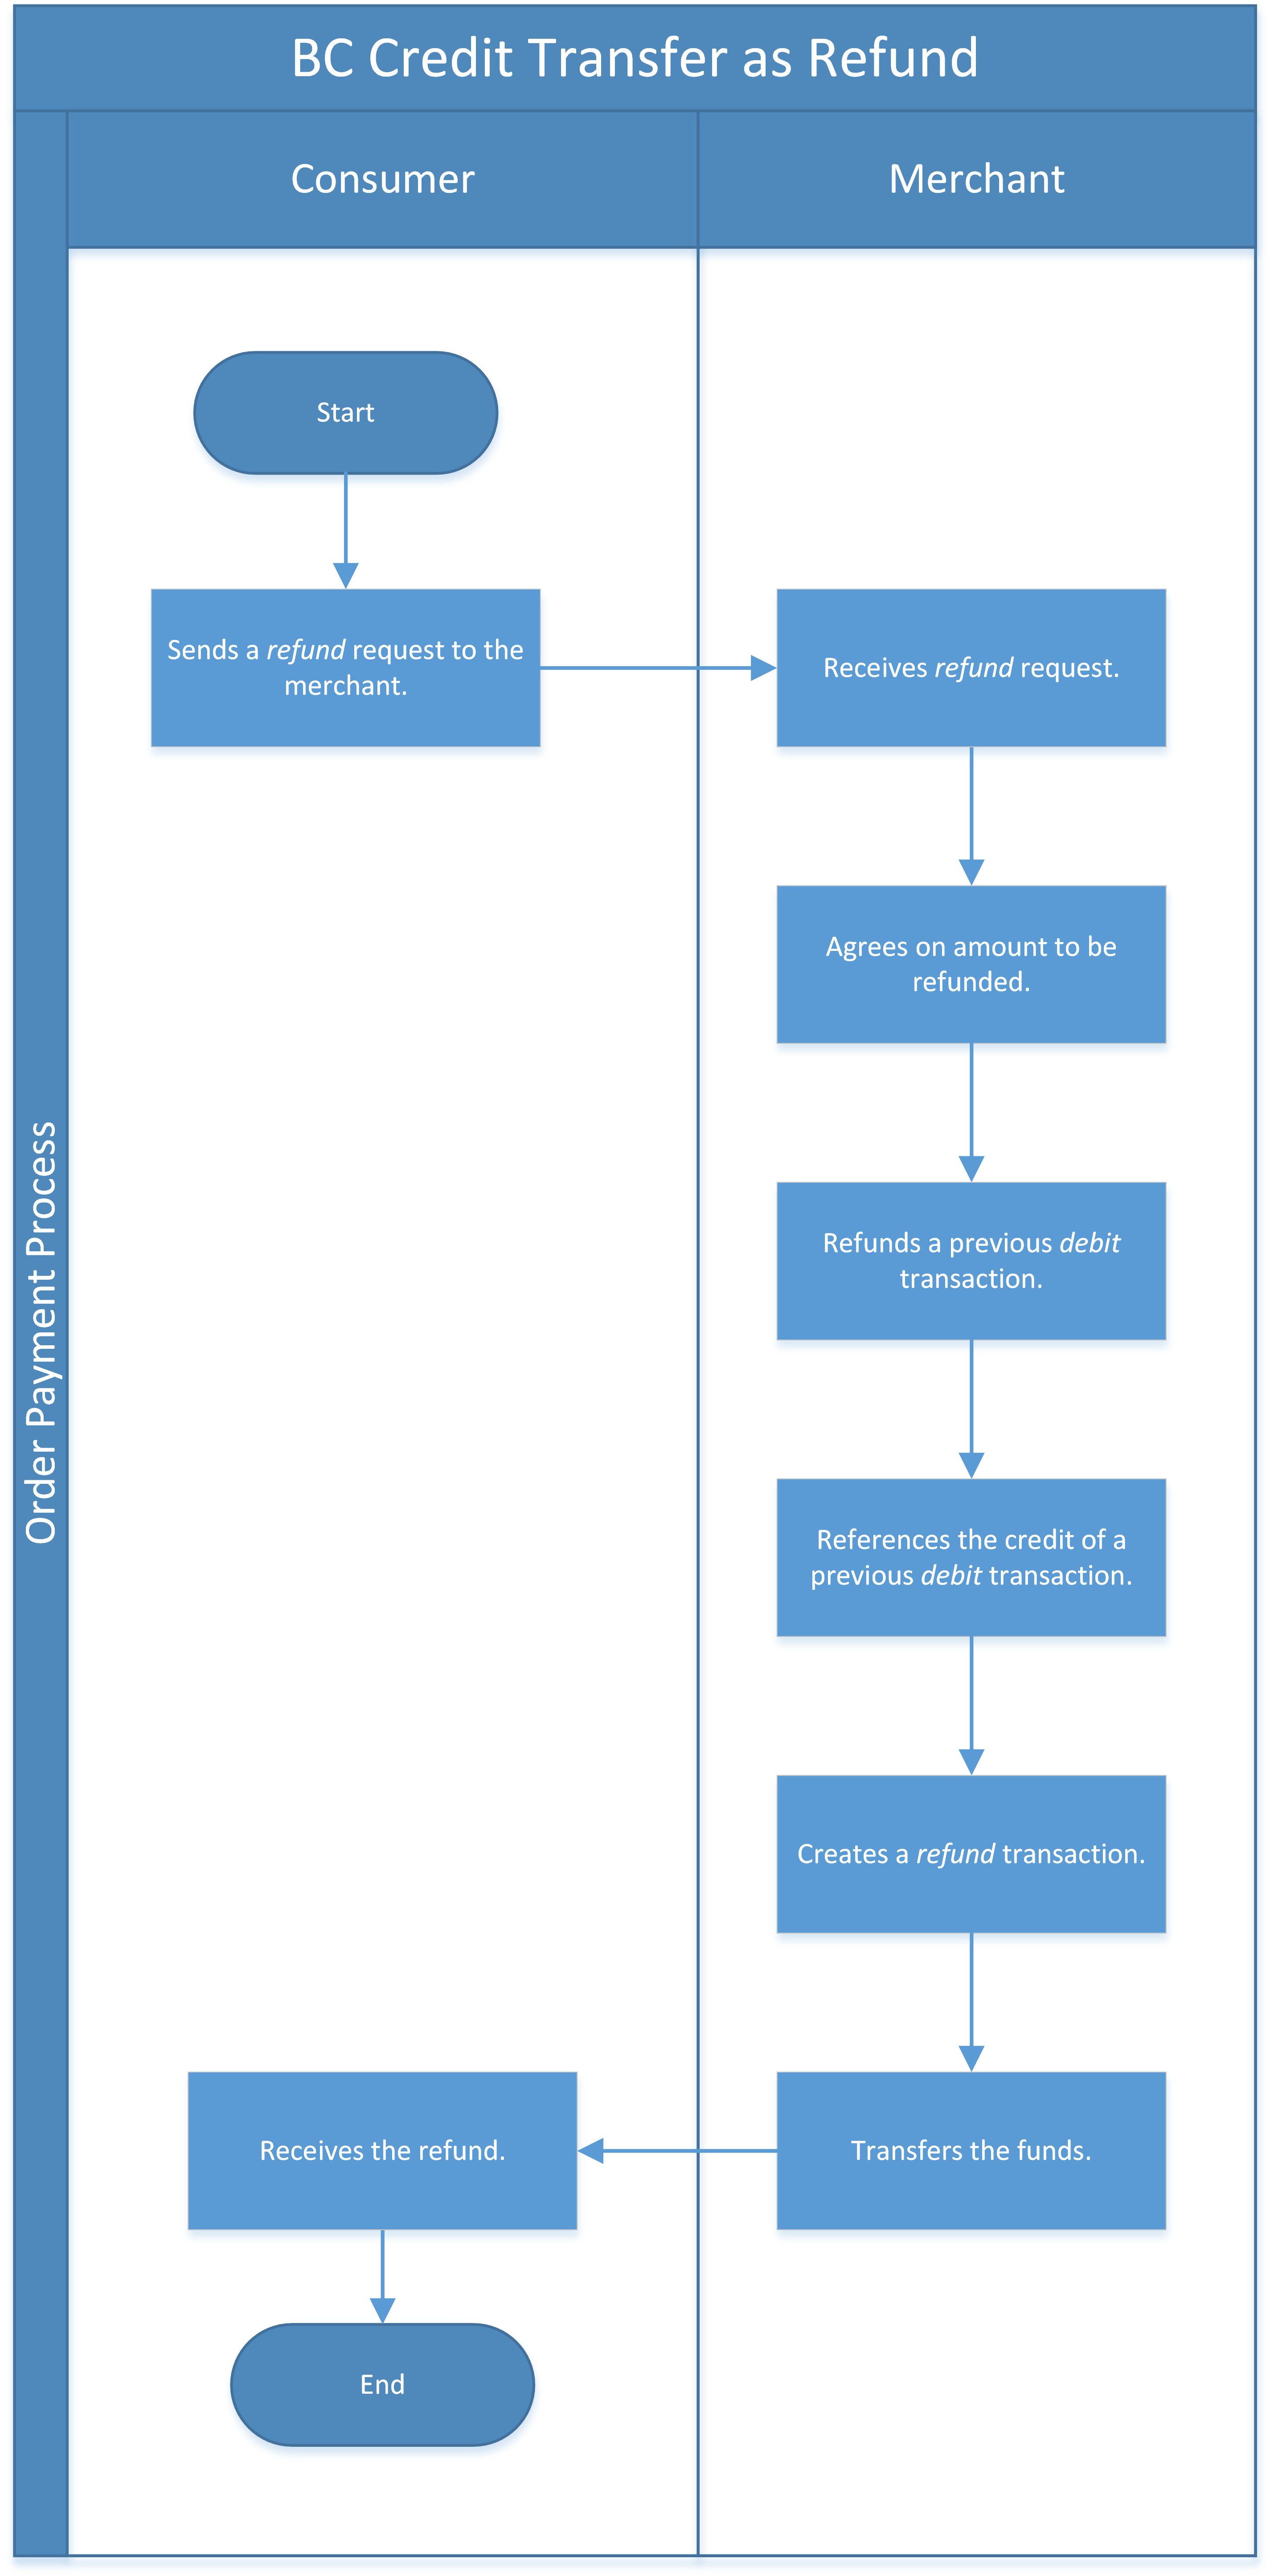 BC Credit Transfer as Refund
Consumer
Merchant
Order Payment Process
Start
Sends a refund request to the
merchant.
Receives refund request.
Agrees on amount to be
refunded.
Refunds a previous debit
transaction.
References the credit of a
previous debit transaction.
Creates a refund transaction.
Transfers the funds.
Receives the refund.
End